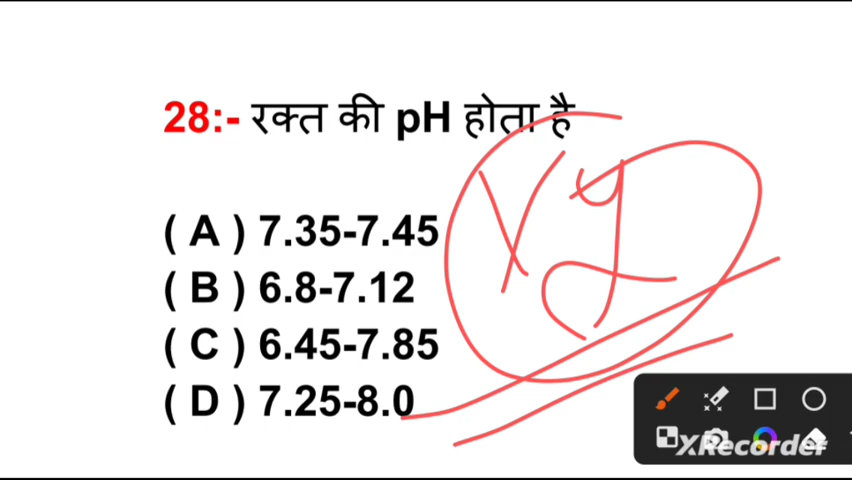 28:- रक्त की pH होता है
( A ) 7.35-7.45
( B ) 6.8-7.12
( C ) 6.45-7.85
( D ) 7.25-8.0
XRecorder